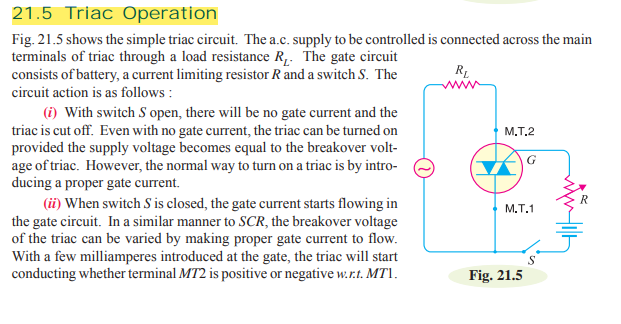 21.5 Triac Operation
Fig. 21.5 shows the simple triac circuit. The a.c. supply to be controlled is connected across the main
terminals of triac through a load resistance R_L. The gate circuit
consists of battery, a current limiting resistor R and a switch S. The
circuit action is as follows :
(i) With switch S open, there will be no gate current and the
triac is cut off. Even with no gate current, the triac can be turned on
provided the supply voltage becomes equal to the breakover volt-
age of triac. However, the normal way to turn on a triac is by intro-
ducing a proper gate current.
(ii) When switch S is closed, the gate current starts flowing in
the gate circuit. In a similar manner to SCR, the breakover voltage
of the triac can be varied by making proper gate current to flow.
With a few milliamperes introduced at the gate, the triac will start
conducting whether terminal MT2 is positive or negative w.r.t. MT1.
R_L
M.T.2
G
R
M.T.1
S
Fig. 21.5